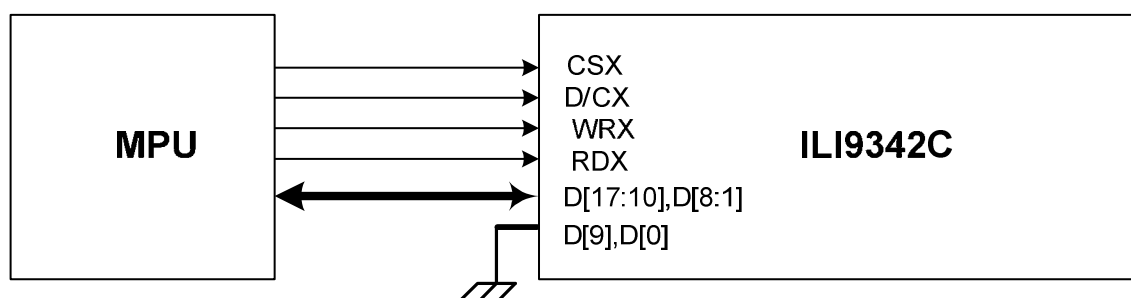 MPU
CSX
D/CX
WRX
RDX
D[17:10],D[8:1]
D[9],D[0]
ILI9342C